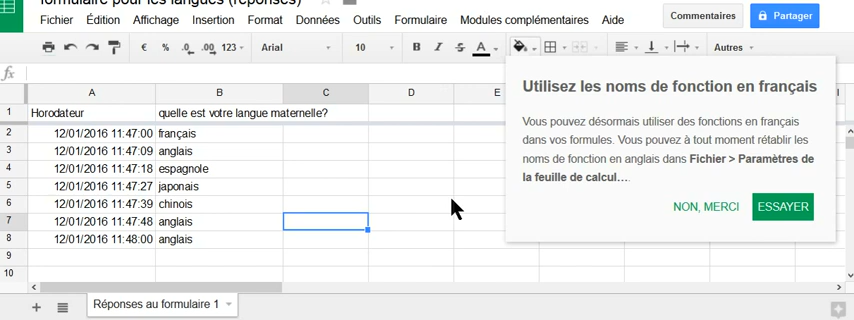 formulaire pour les langues (réponses)
Fichier Édition Affichage Insertion Format Données Outils Formulaire Modules complémentaires Aide
Commentaires
Partager
€ % .0 .00 123 Arial 10 B I S A Autres
fx
A B C D E I
1 Horodateur quelle est votre langue maternelle?
2 12/01/2016 11:47:00 français
3 12/01/2016 11:47:09 anglais
4 12/01/2016 11:47:18 espagnole
5 12/01/2016 11:47:27 japonais
6 12/01/2016 11:47:39 chinois
7 12/01/2016 11:47:48 anglais
8 12/01/2016 11:48:00 anglais
9
10
Utilisez les noms de fonction en français
Vous pouvez désormais utiliser des fonctions en français
dans vos formules. Vous pouvez à tout moment rétablir les
noms de fonction en anglais dans Fichier > Paramètres de
la feuille de calcul….
NON, MERCI ESSAYER
Réponses au formulaire 1